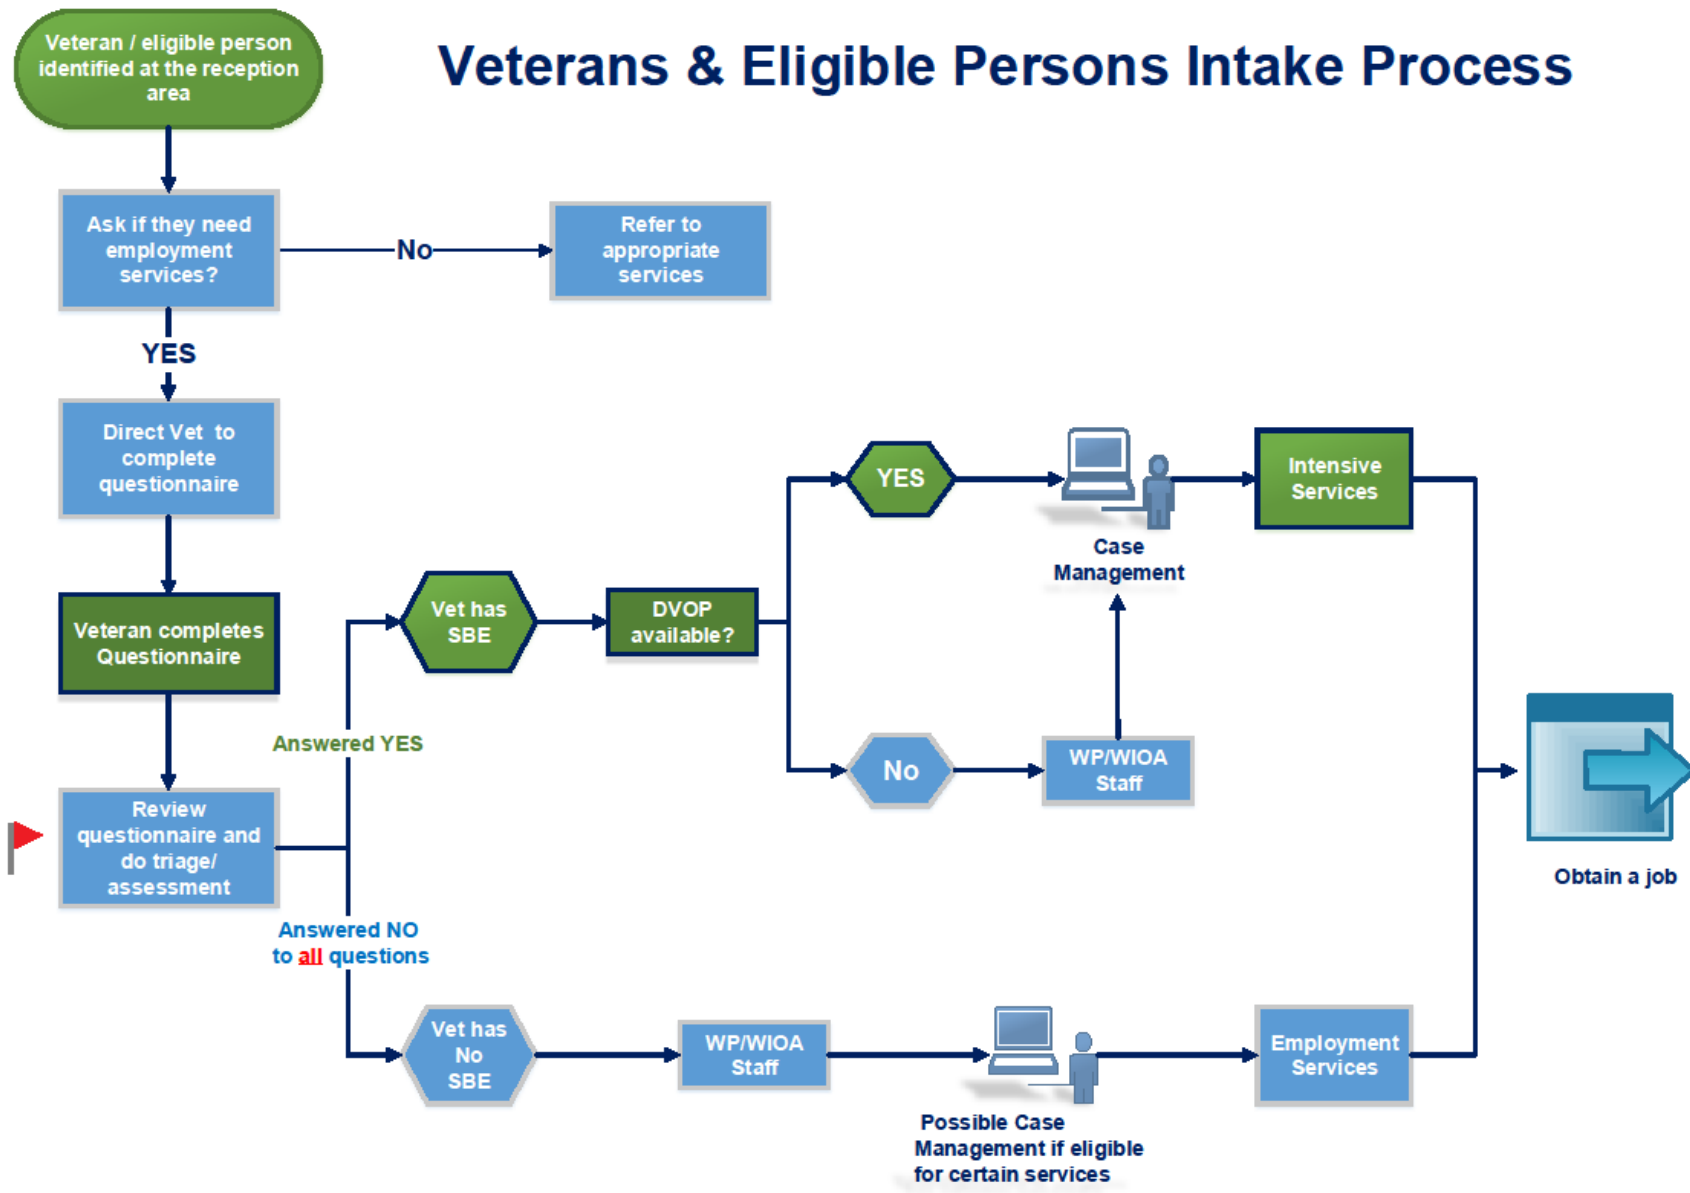 Veterans & Eligible Persons Intake Process
Veteran / eligible person
identified at the reception
area
Ask if they need
employment
services?
No
Refer to
appropriate
services
YES
Direct Vet to
complete
questionnaire
Veteran completes
Questionnaire
Review
questionnaire and
do triage/
assessment
Answered YES
Vet has
SBE
DVOP
available?
YES
Case
Management
Intensive
Services
No
WP/WIOA
Staff
Answered NO
to all questions
Vet has
No
SBE
WP/WIOA
Staff
Possible Case
Management if eligible
for certain services
Employment
Services
Obtain a job